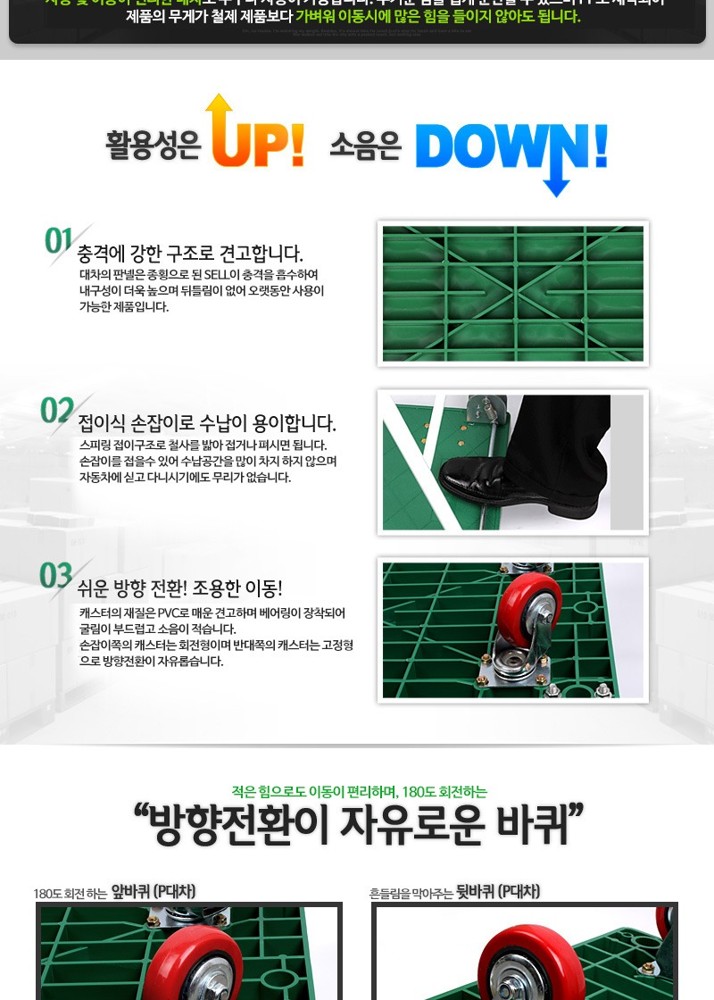 제품의 무게가 철제 제품보다 가벼워 이동시에 많은 힘을 들이지 않아도 됩니다.
활용성은 UP! 소음은 DOWN!
01 충격에 강한 구조로 견고합니다.
대차의 판넬은 종횡으로 된 SELL이 충격을 흡수하여
내구성이 더욱 높으며 뒤틀림이 없어 오랫동안 사용이
가능한 제품입니다.
02 접이식 손잡이로 수납이 용이합니다.
스피링 접이구조로 철사를 밟아 접거나 펴시면 됩니다.
손잡이를 접을수 있어 수납공간을 많이 차지 하지 않으며
자동차에 싣고 다니시기에도 무리가 없습니다.
03 쉬운 방향 전환! 조용한 이동!
캐스터의 재질은 PVC로 매운 견고하며 베어링이 장착되어
굴림이 부드럽고 소음이 적습니다.
손잡이쪽의 캐스터는 회전형이며 반대쪽의 캐스터는 고정형
으로 방향전환이 자유롭습니다.
적은 힘으로도 이동이 편리하며, 180도 회전하는
“방향전환이 자유로운 바퀴”
180도 회전 하는 앞바퀴 (P대차)
흔들림을 막아주는 뒷바퀴 (P대차)